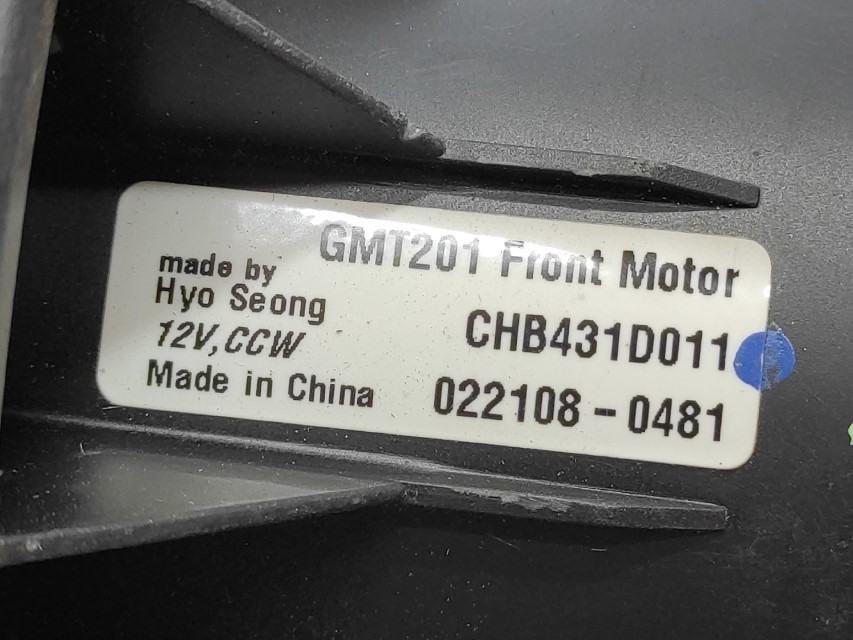 GMT201 Front Motor
made by
Hyo Seong
12V,CCW
Made in China
CHB431D011
022108-0481